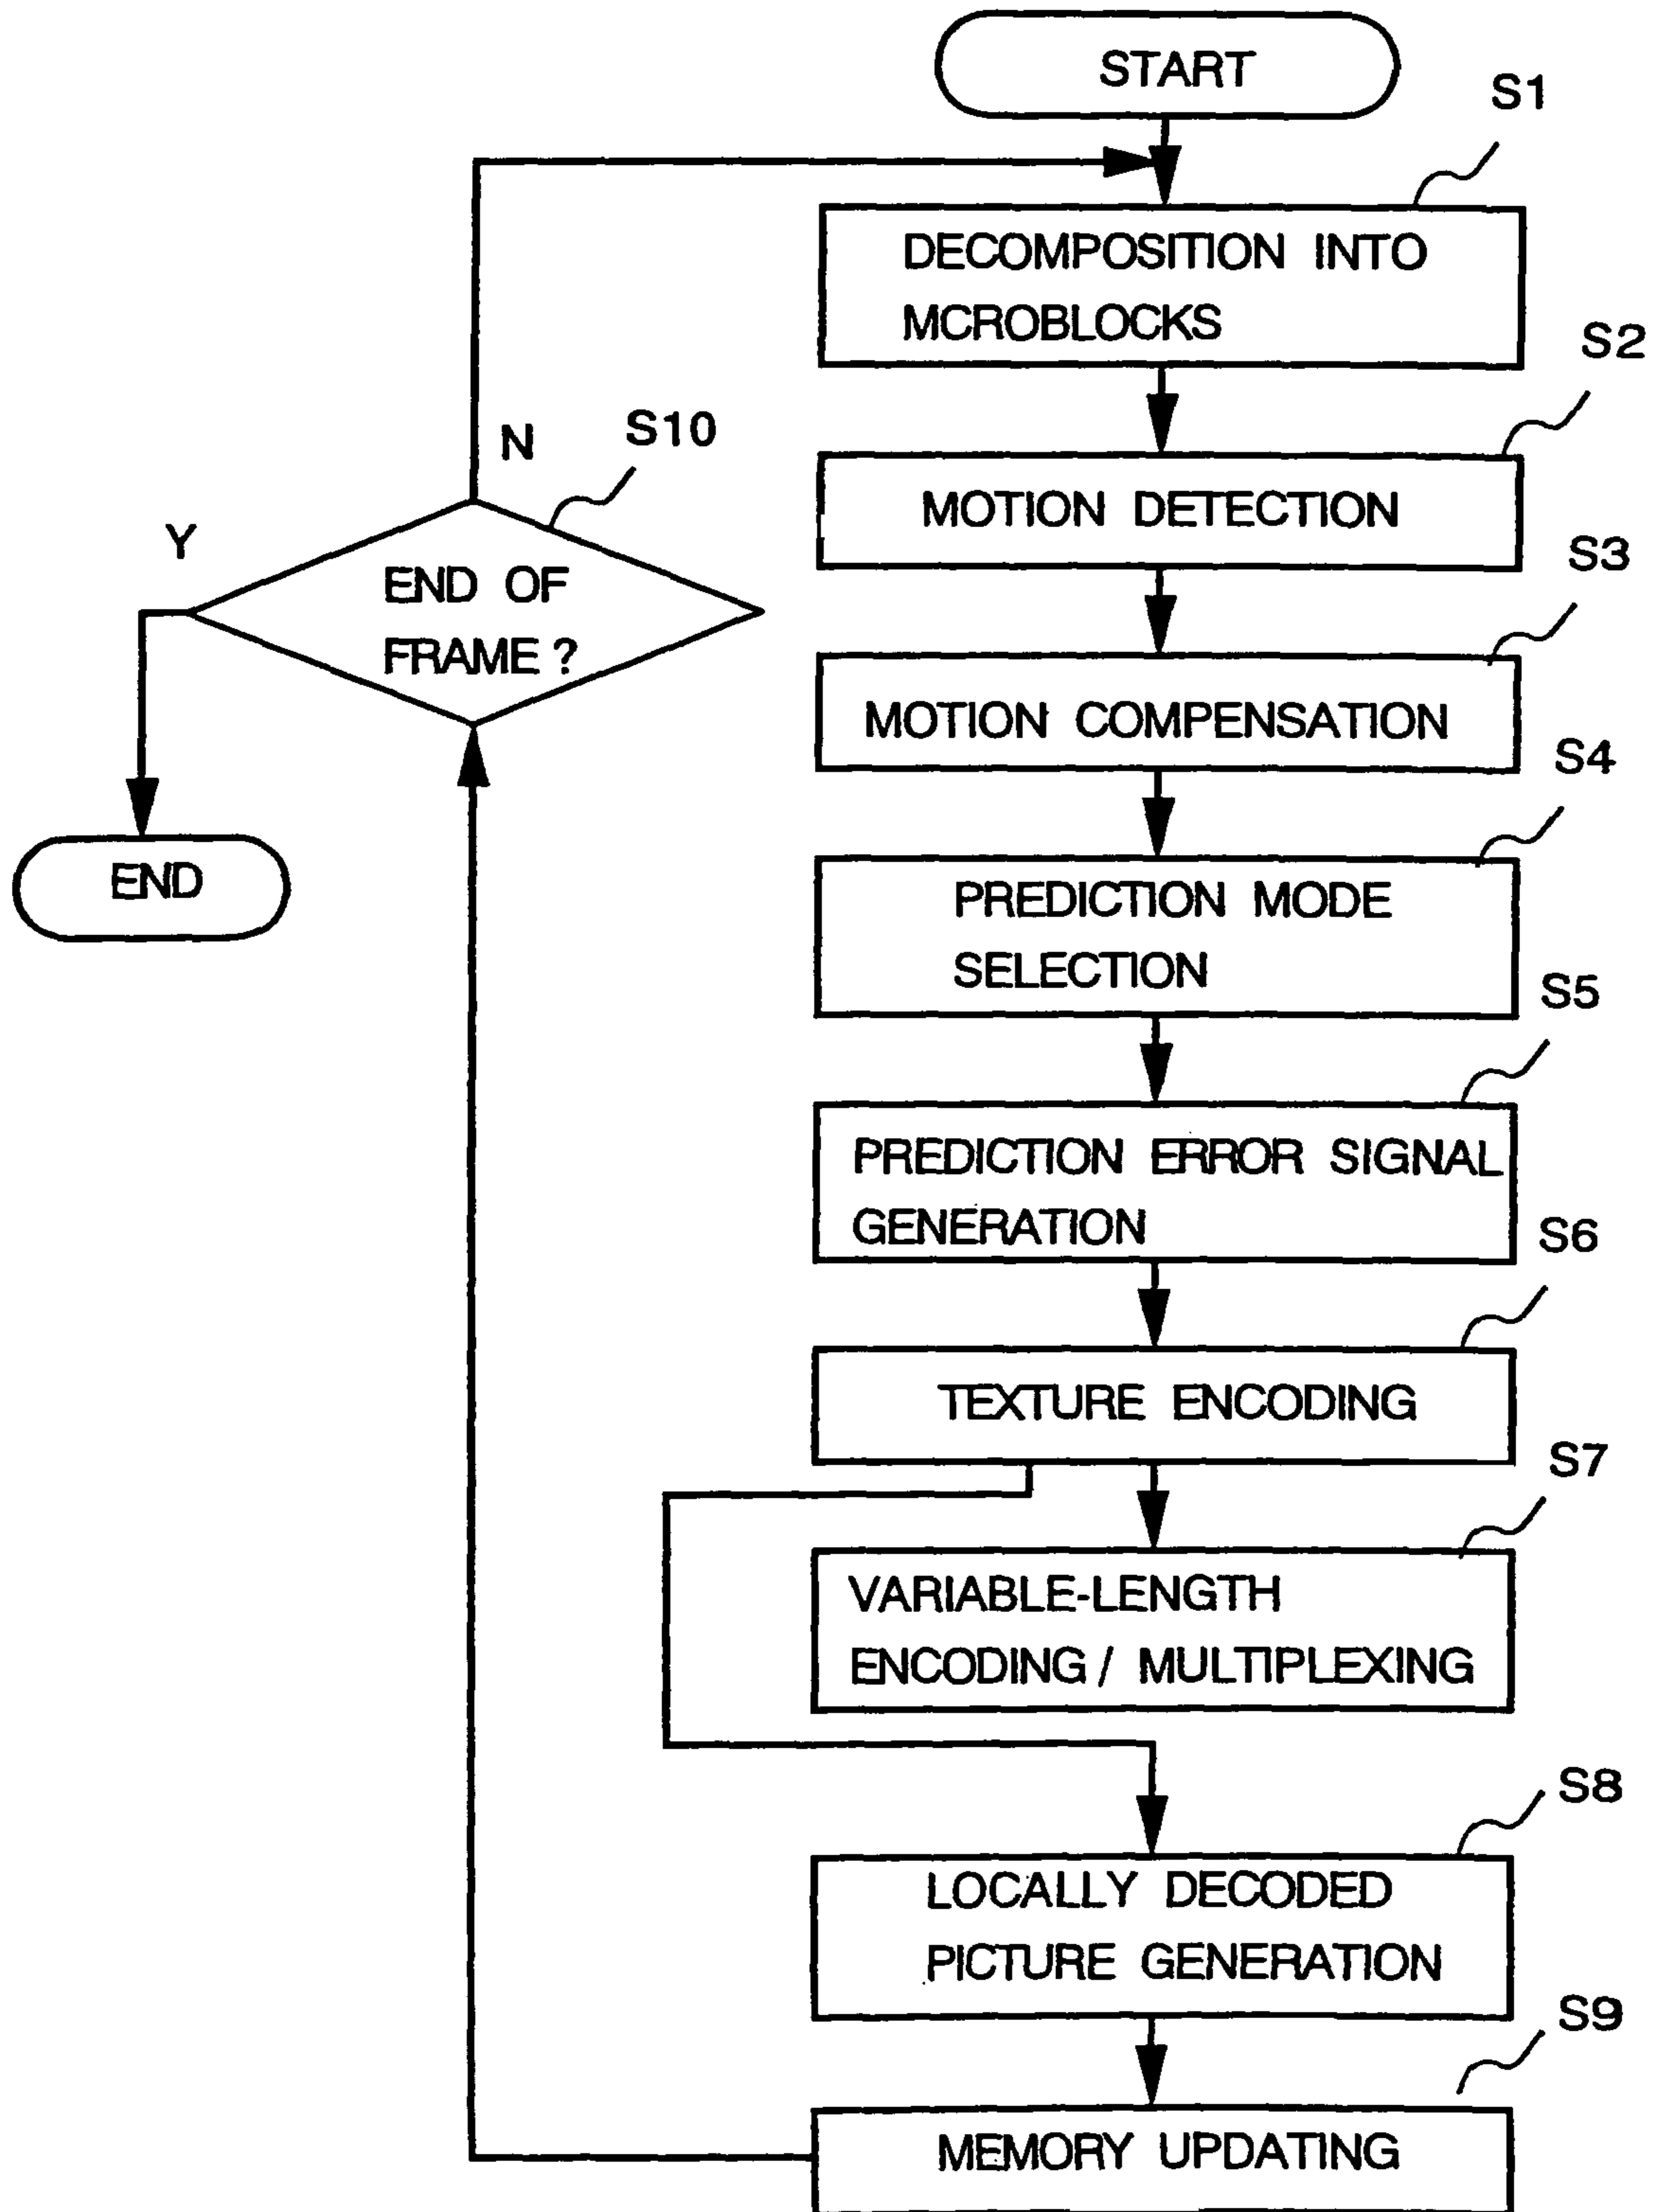 START
S1
DECOMPOSITION INTO
MCROBLOCKS
S2
MOTION DETECTION
S3
MOTION COMPENSATION
S4
PREDICTION MODE
SELECTION
S5
PREDICTION ERROR SIGNAL
GENERATION
S6
TEXTURE ENCODING
S7
VARIABLE-LENGTH
ENCODING / MULTIPLEXING
S8
LOCALLY DECODED
PICTURE GENERATION
S9
MEMORY UPDATING
S10
N
Y
END OF
FRAME ?
END